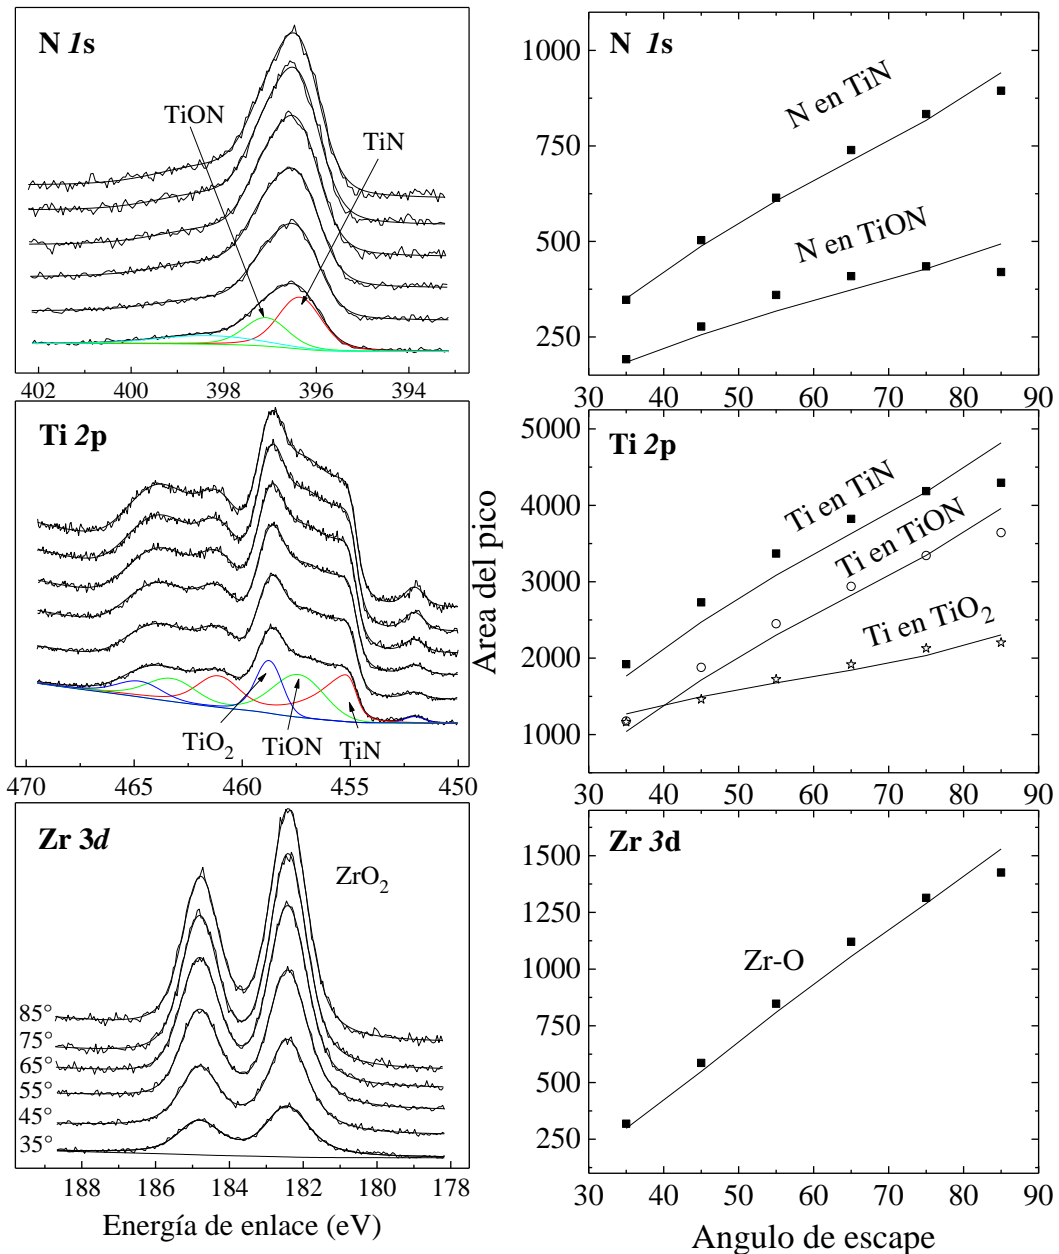 N 1s
TiON
TiN
402 400 398 396 394
Ti 2p
TiO2
TiON
TiN
470 465 460 455 450
Zr 3d
ZrO2
85°
75°
65°
55°
45°
35°
188 186 184 182 180 178
Energía de enlace (eV)
Area del pico
N 1s
1000
750
500
250
N en TiN
N en TiON
30 40 50 60 70 80 90
Ti 2p
5000
4000
3000
2000
1000
Ti en TiN
Ti en TiON
Ti en TiO2
30 40 50 60 70 80 90
Zr 3d
1500
1250
1000
750
500
250
Zr-O
30 40 50 60 70 80 90
Angulo de escape